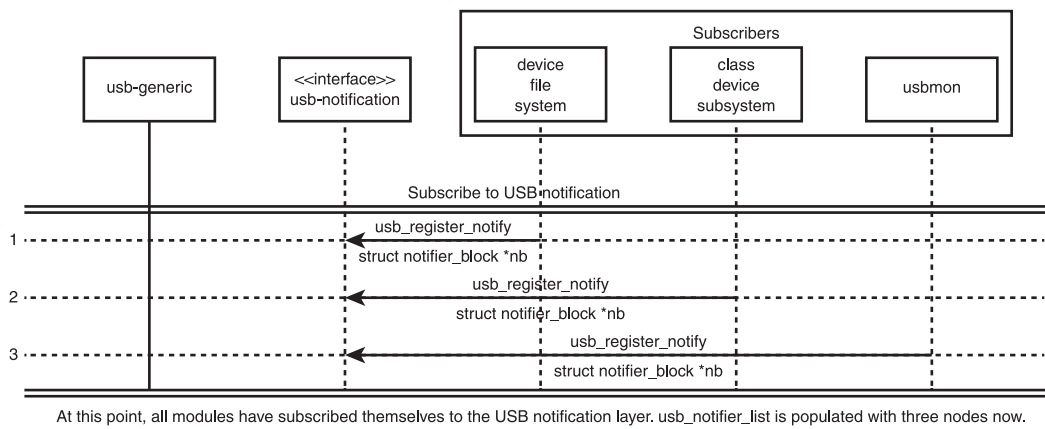 Subscribers
usb-generic
<<interface>>
usb-notification
device
file
system
class
device
subsystem
usbmon
Subscribe to USB notification
1
usb_register_notify
struct notifier_block *nb
2
usb_register_notify
struct notifier_block *nb
3
usb_register_notify
struct notifier_block *nb
At this point, all modules have subscribed themselves to the USB notification layer. usb_notifier_list is populated with three nodes now.